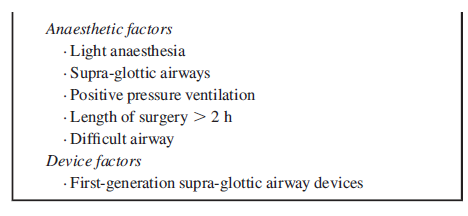 Anaesthetic factors
· Light anaesthesia
· Supra-glottic airways
· Positive pressure ventilation
· Length of surgery > 2 h
· Difficult airway
Device factors
· First-generation supra-glottic airway devices